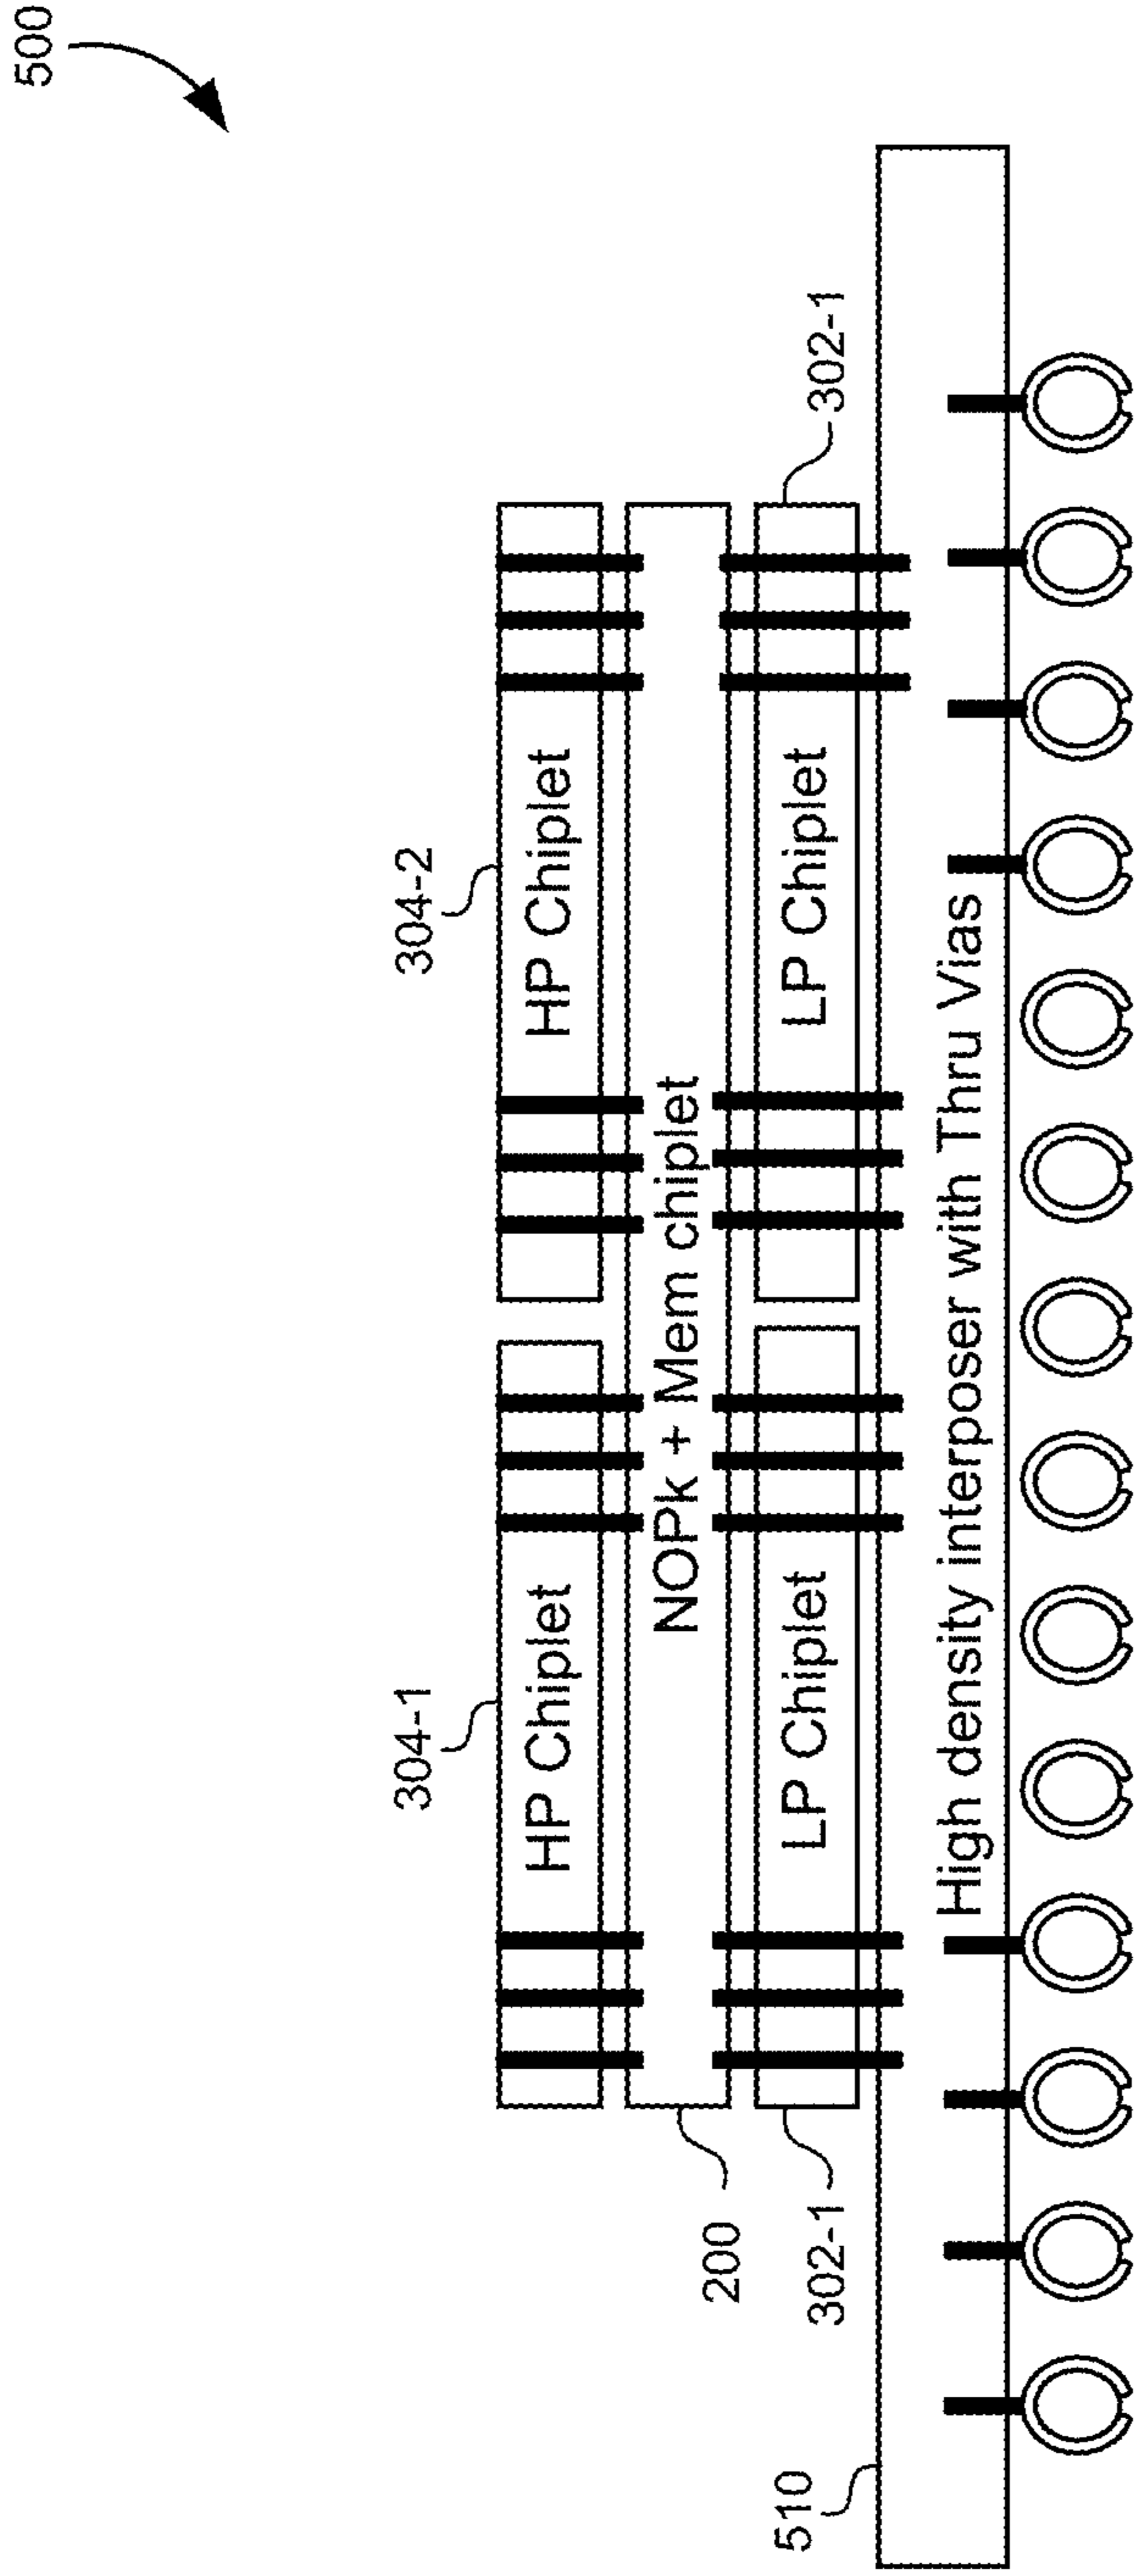 500
304-1
304-2
HP Chiplet
HP Chiplet
NOPk + Mem chiplet
200
LP Chiplet
LP Chiplet
302-1
302-1
High density interposer with Thru Vias
510